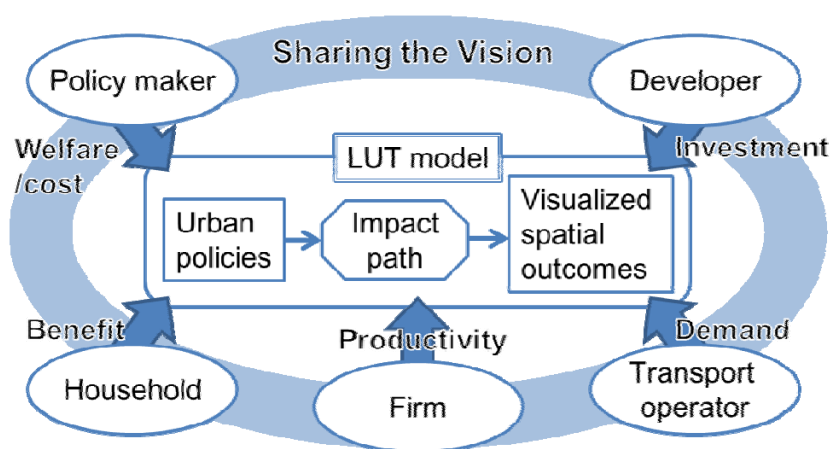 Sharing the Vision
Policy maker
Developer
Welfare
/cost
Investment
LUT model
Urban
policies
Impact
path
Visualized
spatial
outcomes
Benefit
Productivity
Demand
Household
Firm
Transport
operator